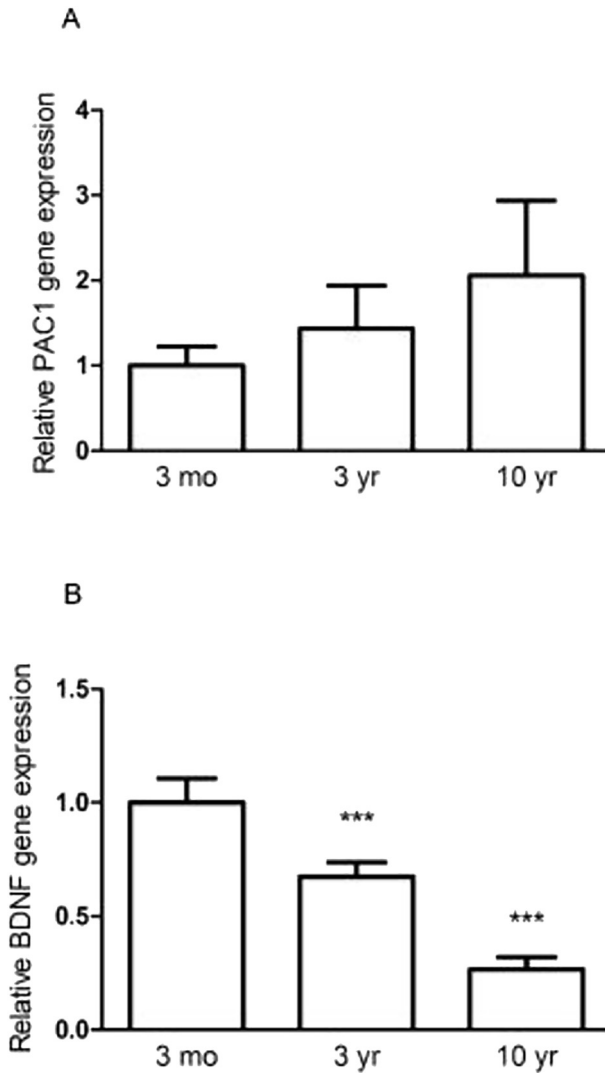 A
Relative PAC1 gene expression
4
3
2
1
0
3 mo 3 yr 10 yr
B
Relative BDNF gene expression
1.5
1.0
0.5
0.0
***
***
3 mo 3 yr 10 yr